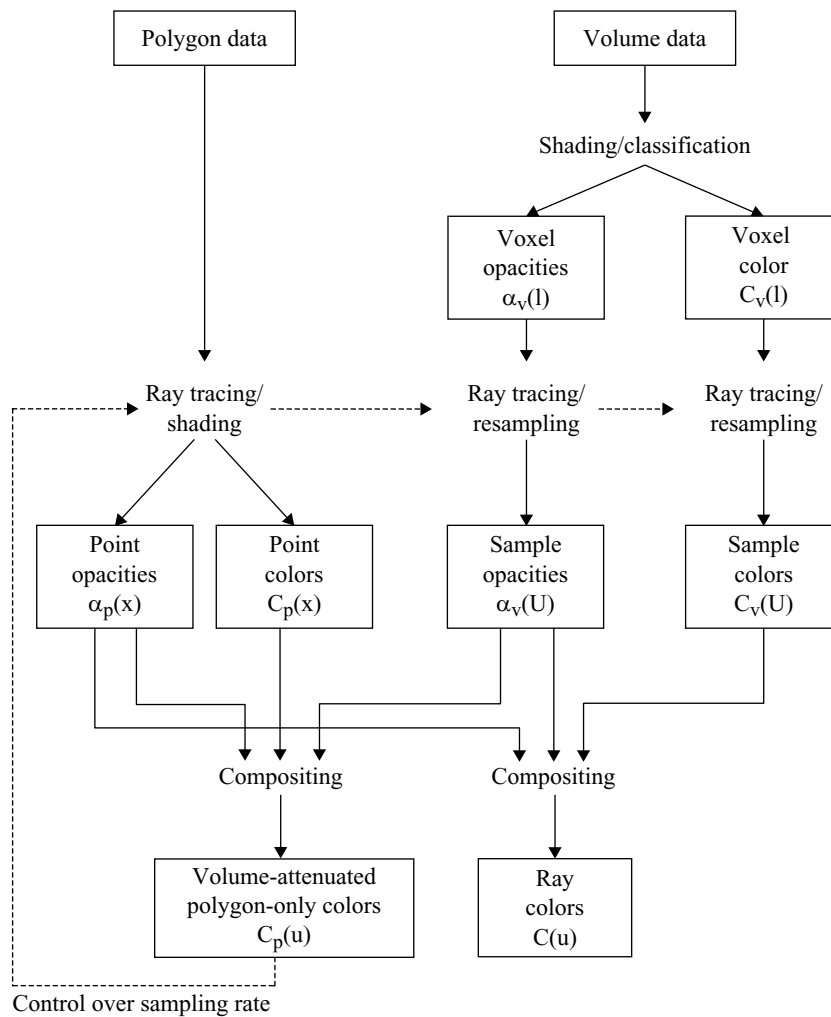 Polygon data
Volume data
Shading/classification
Voxel
opacities
αv(l)
Voxel
color
Cv(l)
Ray tracing/
shading
Ray tracing/
resampling
Ray tracing/
resampling
Point
opacities
αp(x)
Point
colors
Cp(x)
Sample
opacities
αv(U)
Sample
colors
Cv(U)
Compositing
Compositing
Volume-attenuated
polygon-only colors
Cp(u)
Ray
colors
C(u)
Control over sampling rate